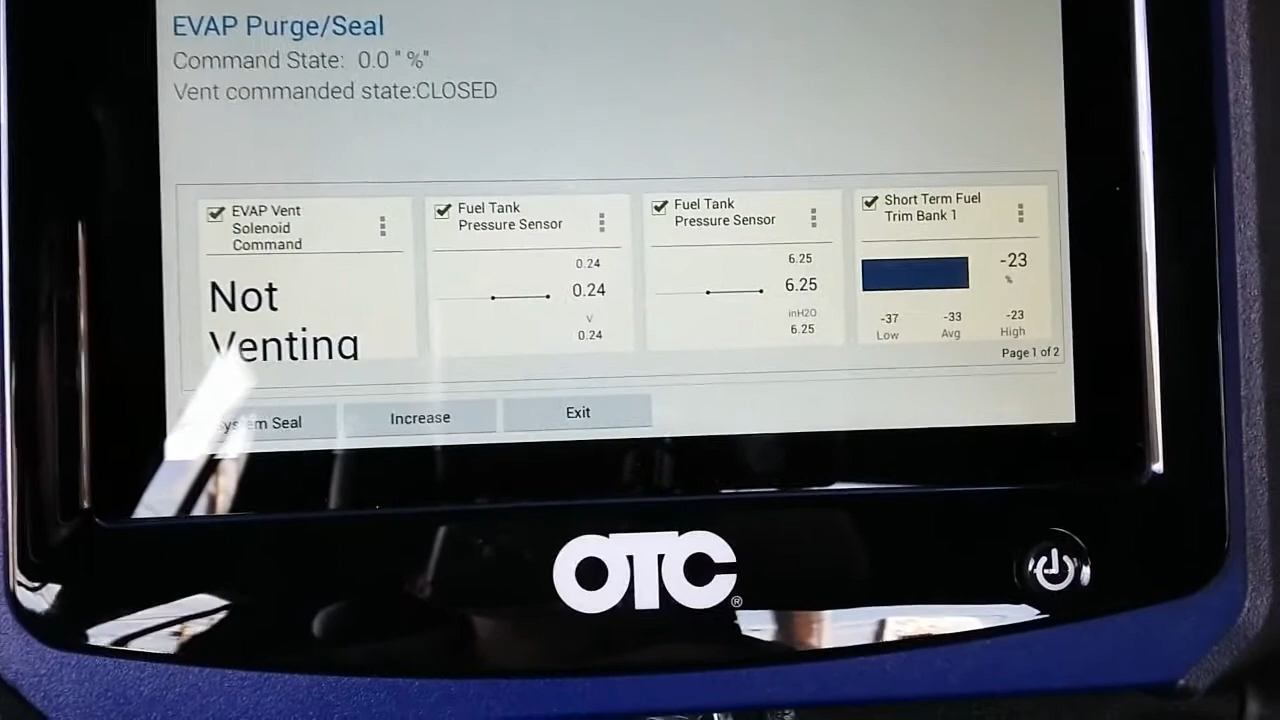 EVAP Purge/Seal
Command State: 0.0 " %"
Vent commanded state:CLOSED
EVAP Vent
Solenoid
Command
Not
Venting
Fuel Tank
Pressure Sensor
0.24
0.24
V
0.24
Fuel Tank
Pressure Sensor
6.25
6.25
inH2O
6.25
Short Term Fuel
Trim Bank 1
-23
%
-37
-33
-23
Low
Avg
High
Page 1 of 2
System Seal
Increase
Exit
OTC
®